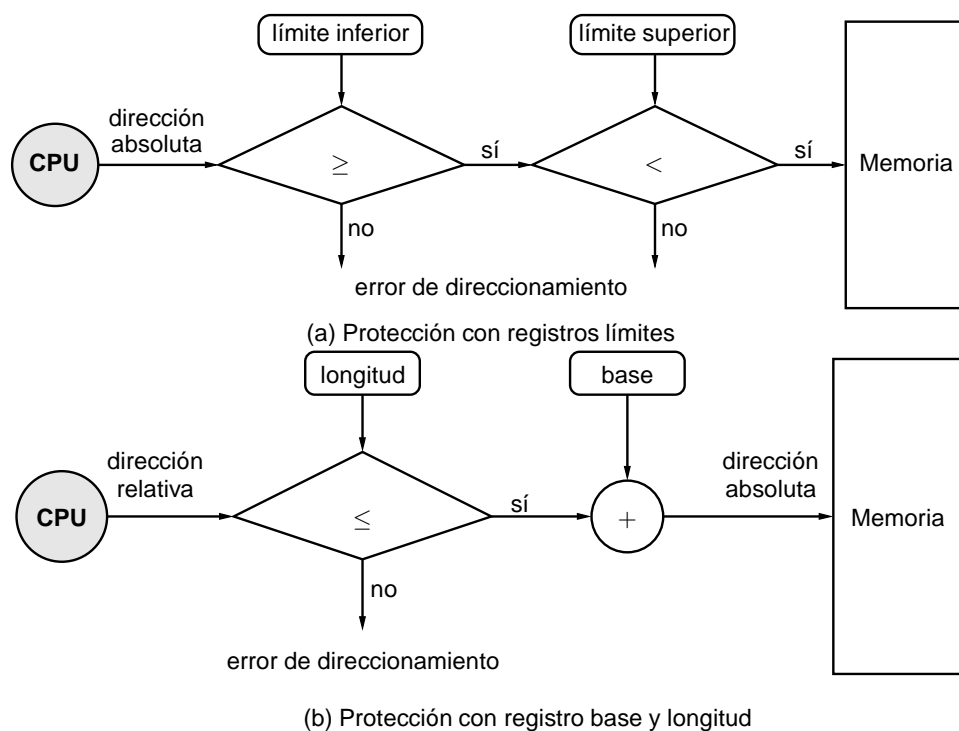 límite inferior
límite superior
dirección
absoluta
CPU
≥
sí
<
sí
Memoria
no
no
error de direccionamiento
(a) Protección con registros límites
longitud
base
dirección
relativa
CPU
≤
sí
+
dirección
absoluta
Memoria
no
error de direccionamiento
(b) Protección con registro base y longitud